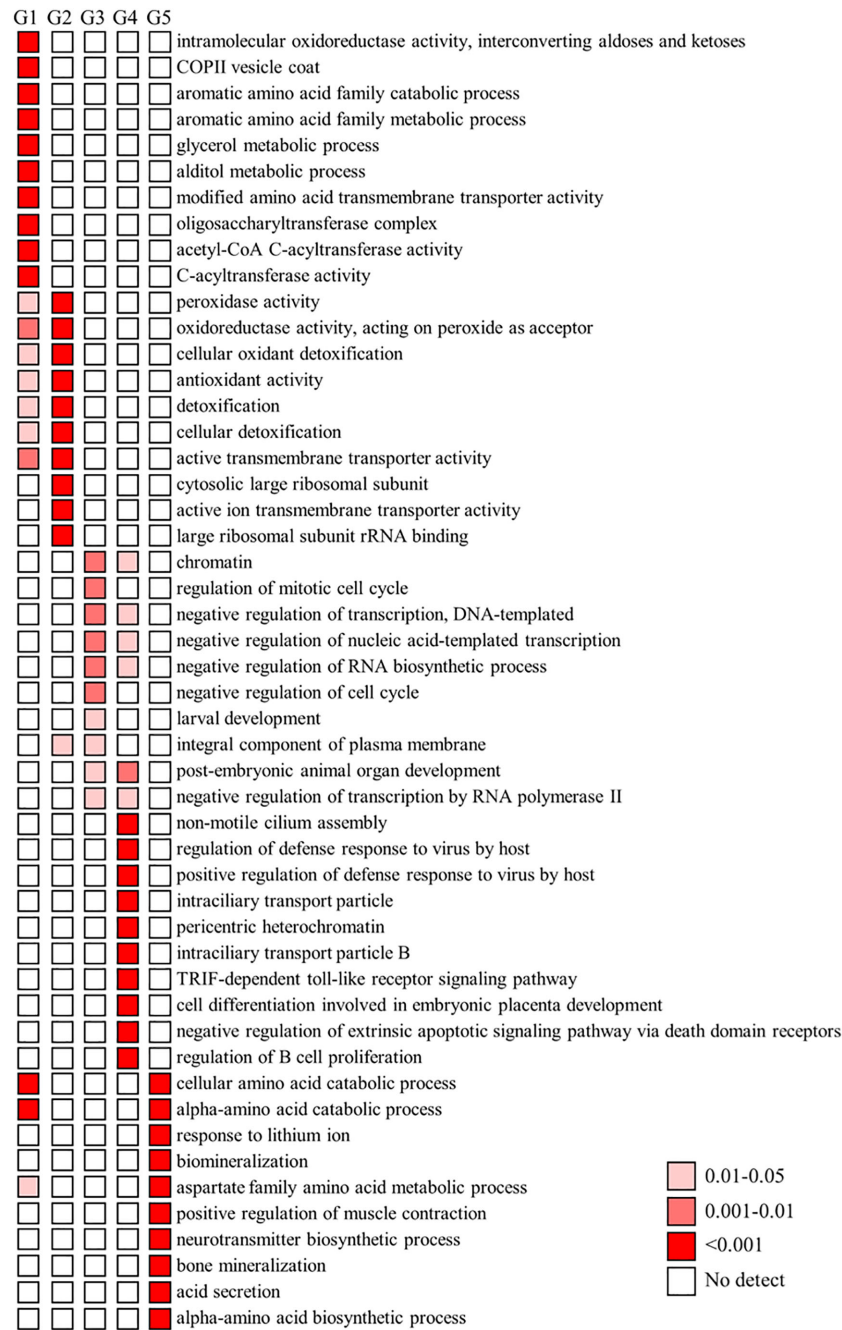 G1 G2 G3 G4 G5
intramolecular oxidoreductase activity, interconverting aldoses and ketoses
COPII vesicle coat
aromatic amino acid family catabolic process
aromatic amino acid family metabolic process
glycerol metabolic process
alditol metabolic process
modified amino acid transmembrane transporter activity
oligosaccharyltransferase complex
acetyl-CoA C-acyltransferase activity
C-acyltransferase activity
peroxidase activity
oxidoreductase activity, acting on peroxide as acceptor
cellular oxidant detoxification
antioxidant activity
detoxification
cellular detoxification
active transmembrane transporter activity
cytosolic large ribosomal subunit
active ion transmembrane transporter activity
large ribosomal subunit rRNA binding
chromatin
regulation of mitotic cell cycle
negative regulation of transcription, DNA-templated
negative regulation of nucleic acid-templated transcription
negative regulation of RNA biosynthetic process
negative regulation of cell cycle
larval development
integral component of plasma membrane
post-embryonic animal organ development
negative regulation of transcription by RNA polymerase II
non-motile cilium assembly
regulation of defense response to virus by host
positive regulation of defense response to virus by host
intraciliary transport particle
pericentric heterochromatin
intraciliary transport particle B
TRIF-dependent toll-like receptor signaling pathway
cell differentiation involved in embryonic placenta development
negative regulation of extrinsic apoptotic signaling pathway via death domain receptors
regulation of B cell proliferation
cellular amino acid catabolic process
alpha-amino acid catabolic process
response to lithium ion
biomineralization
aspartate family amino acid metabolic process
positive regulation of muscle contraction
neurotransmitter biosynthetic process
bone mineralization
acid secretion
alpha-amino acid biosynthetic process
0.01-0.05
0.001-0.01
<0.001
No detect